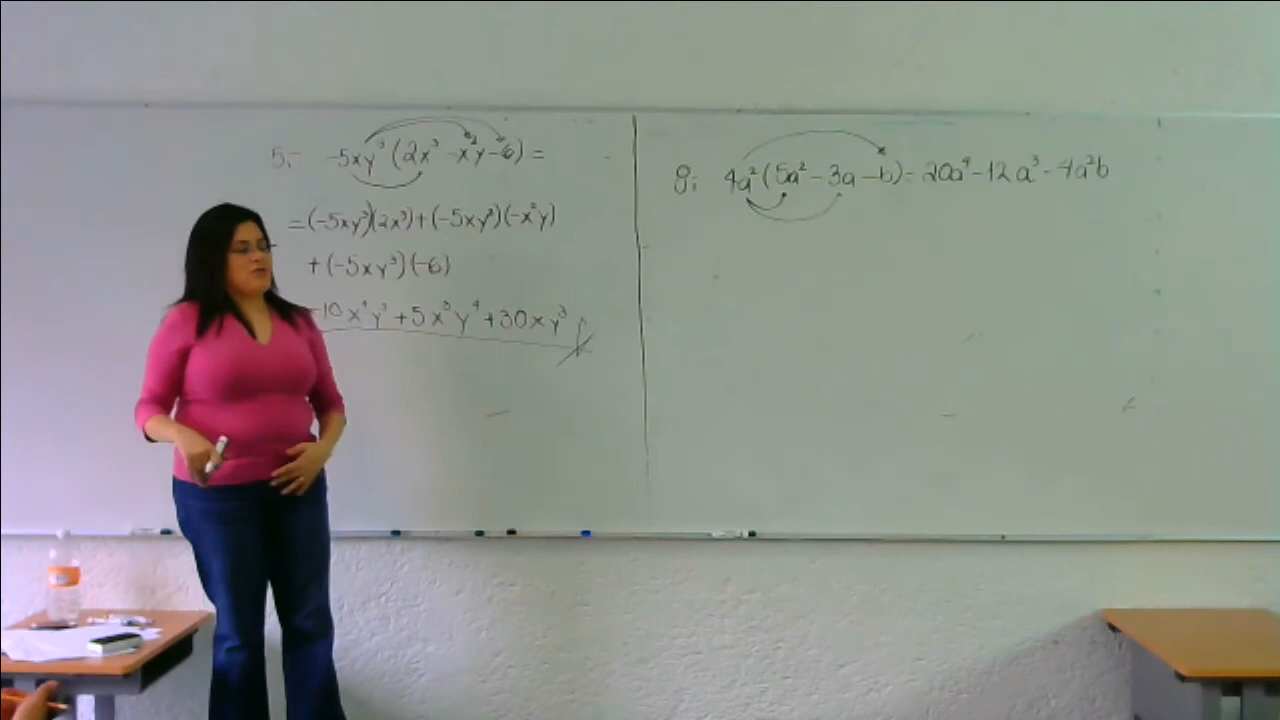 5.- -5xy³(2x³ -x²y-6)=
=(-5xy³)(2x³)+(-5xy³)(-x²y)
+(-5xy³)(-6)
-10x⁴y³+5x³y⁴+30xy³
8. 4a²(5a²-3a-b)=20a⁴-12a³-4a²b